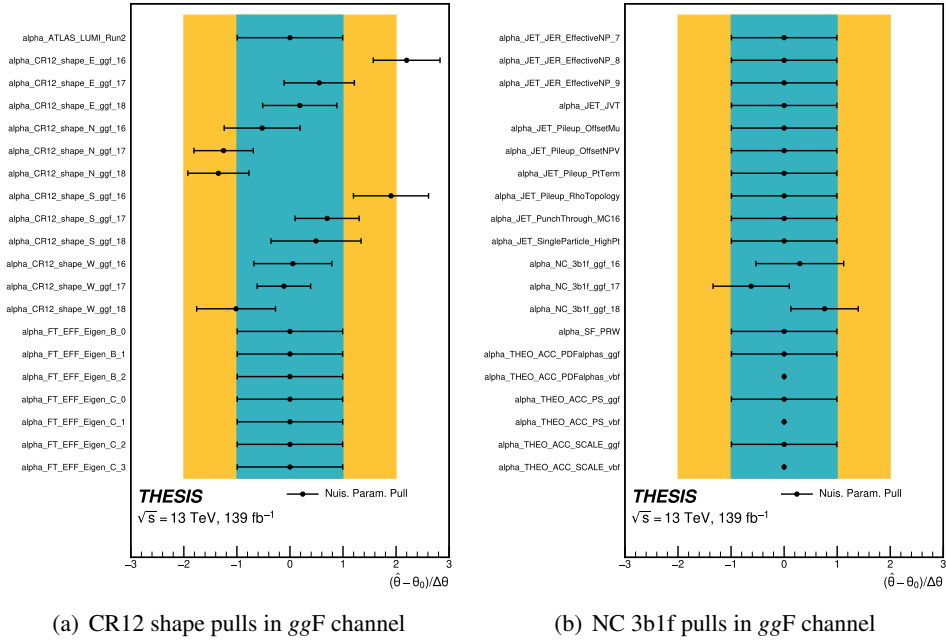 alpha_ATLAS_LUMI_Run2
alpha_CR12_shape_E_ggf_16
alpha_CR12_shape_E_ggf_17
alpha_CR12_shape_E_ggf_18
alpha_CR12_shape_N_ggf_16
alpha_CR12_shape_N_ggf_17
alpha_CR12_shape_N_ggf_18
alpha_CR12_shape_S_ggf_16
alpha_CR12_shape_S_ggf_17
alpha_CR12_shape_S_ggf_18
alpha_CR12_shape_W_ggf_16
alpha_CR12_shape_W_ggf_17
alpha_CR12_shape_W_ggf_18
alpha_FT_EFF_Eigen_B_0
alpha_FT_EFF_Eigen_B_1
alpha_FT_EFF_Eigen_B_2
alpha_FT_EFF_Eigen_C_0
alpha_FT_EFF_Eigen_C_1
alpha_FT_EFF_Eigen_C_2
alpha_FT_EFF_Eigen_C_3
THESIS
Nuis. Param. Pull
√s = 13 TeV, 139 fb⁻¹
−3 −2 −1 0 1 2 3
(θ̂−θ₀)/Δθ
(a) CR12 shape pulls in ggF channel
alpha_JET_JER_EffectiveNP_7
alpha_JET_JER_EffectiveNP_8
alpha_JET_JER_EffectiveNP_9
alpha_JET_JVT
alpha_JET_Pileup_OffsetMu
alpha_JET_Pileup_OffsetNPV
alpha_JET_Pileup_PtTerm
alpha_JET_Pileup_RhoTopology
alpha_JET_PunchThrough_MC16
alpha_JET_SingleParticle_HighPt
alpha_NC_3b1f_ggf_16
alpha_NC_3b1f_ggf_17
alpha_NC_3b1f_ggf_18
alpha_SF_PRW
alpha_THEO_ACC_PDFalphas_ggf
alpha_THEO_ACC_PDFalphas_vbf
alpha_THEO_ACC_PS_ggf
alpha_THEO_ACC_PS_vbf
alpha_THEO_ACC_SCALE_ggf
alpha_THEO_ACC_SCALE_vbf
THESIS
Nuis. Param. Pull
√s = 13 TeV, 139 fb⁻¹
−3 −2 −1 0 1 2 3
(θ̂−θ₀)/Δθ
(b) NC 3b1f pulls in ggF channel